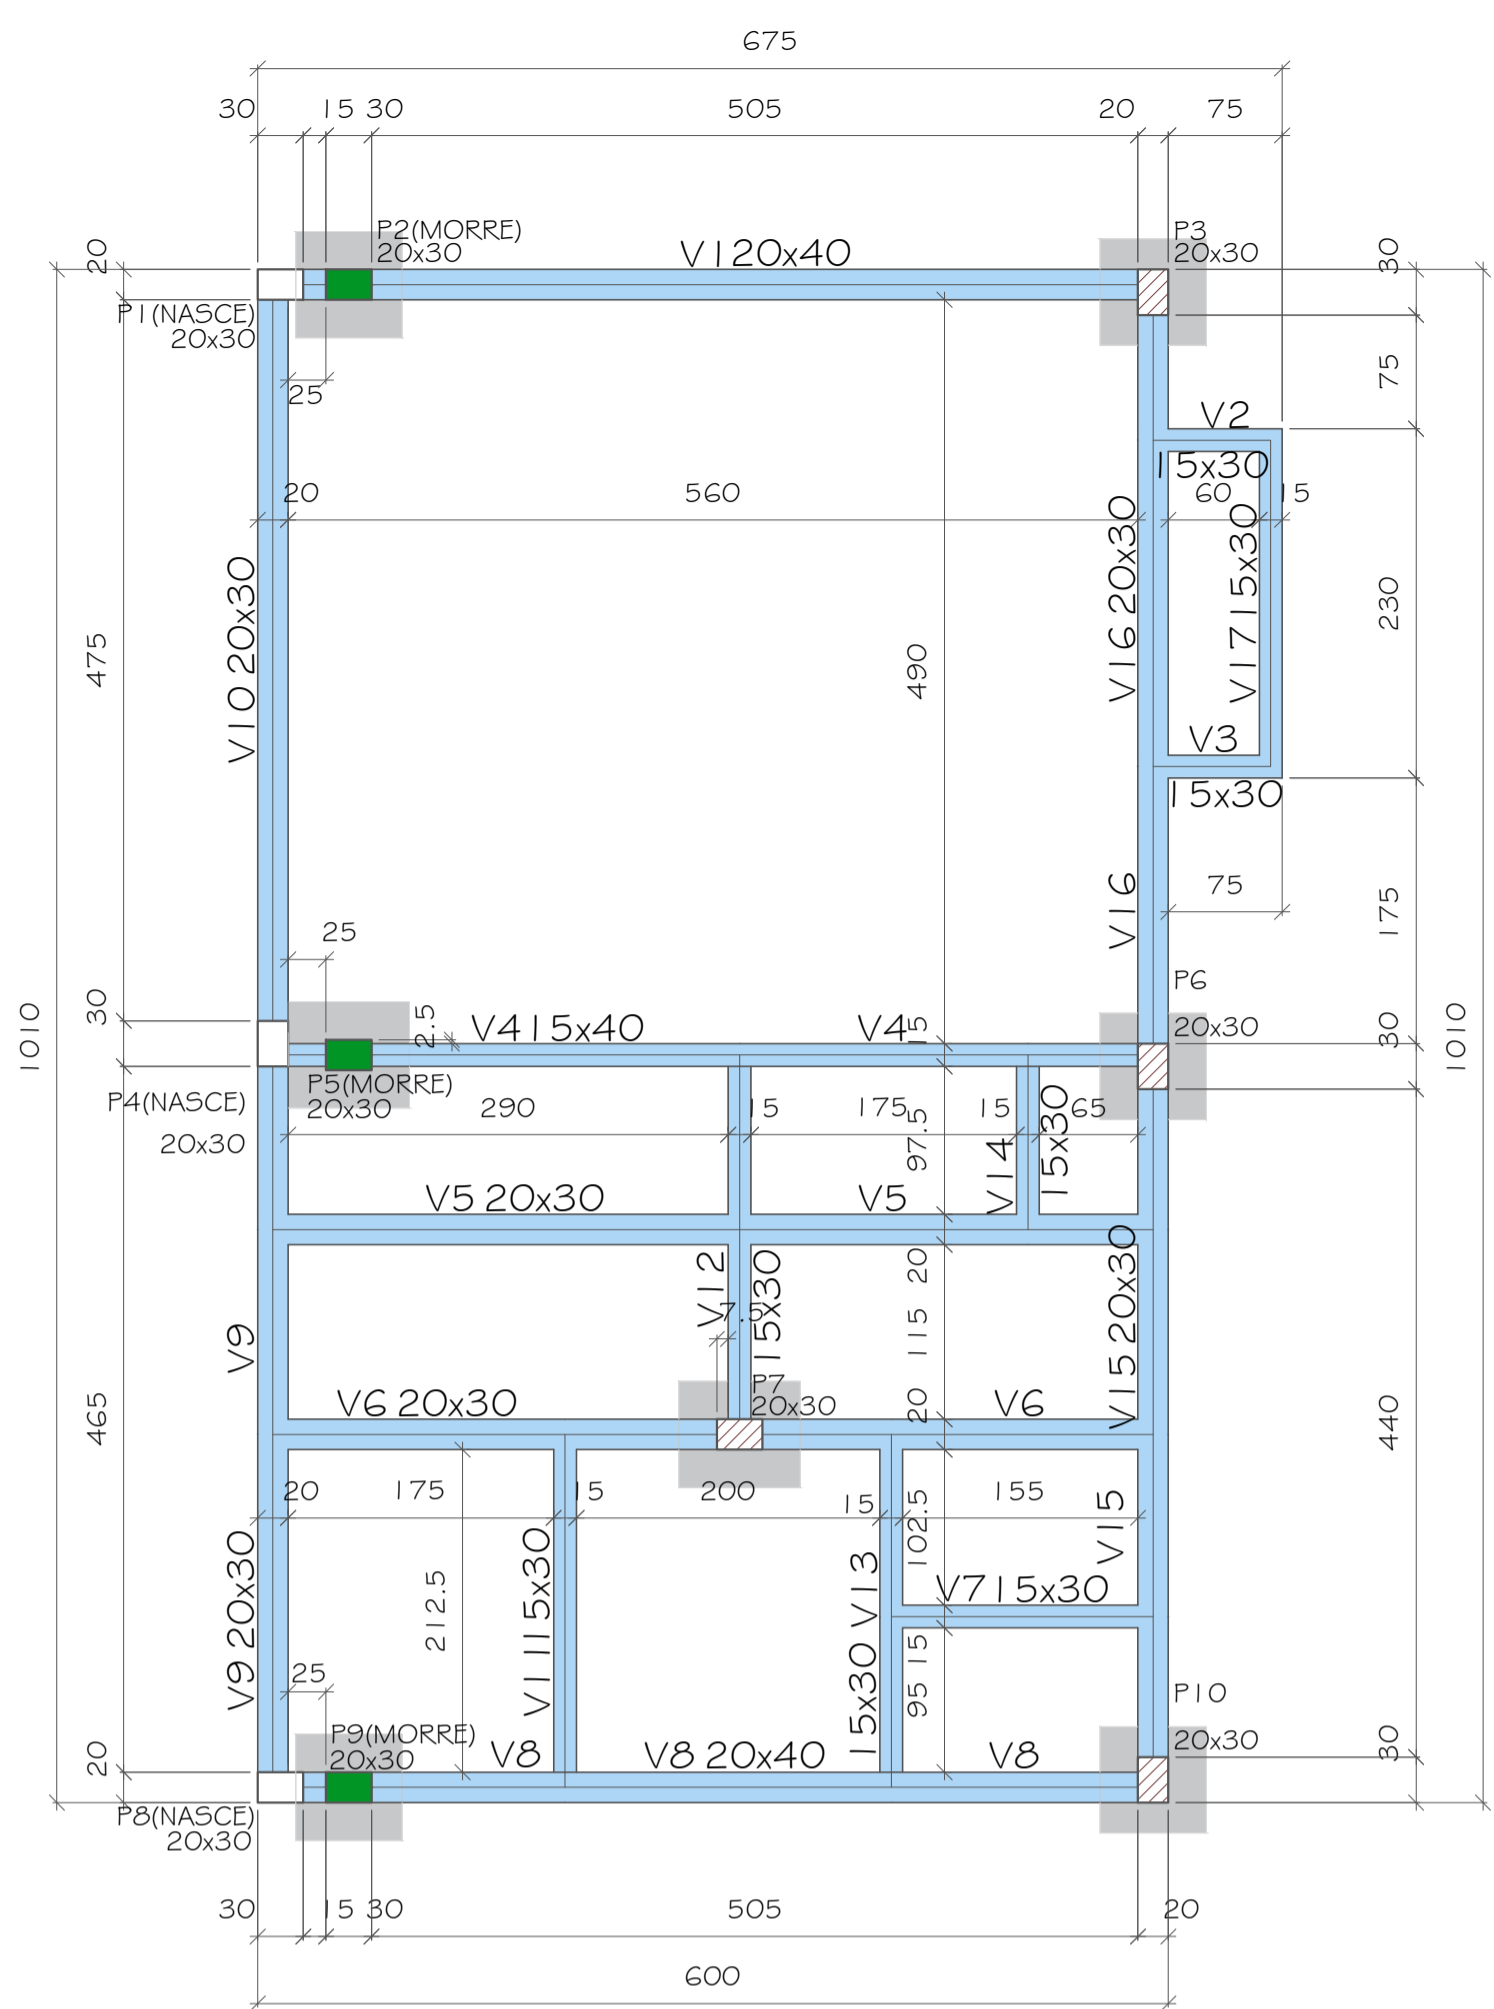 675
30 15 30 505 20 75
P2(MORRE)
20x30
V1 20x40
P3
20x30
20
30
P1(NASCE)
20x30
75
25
V2
15x30
20 560 60 15
V10 20x30
V16 20x30
V17 15x30
230
475
490
V3
15x30
75
V16
175
25
P6
20x30
30
2.5
V4 15x40
V4
15
30
1010
1010
P5(MORRE)
20x30
P4(NASCE)
20x30
290 15 175 15 65
97.5
V14
15x30
V5 20x30
V5
V12
15x30
20
V15 20x30
7.5
115
V9
P7
20x30
V6 20x30
V6
20
465
440
20 175 15 200 15 155
102.5
V15
V9 20x30
212.5
V11 15x30
15x30 V13
V7 15x30
15
95
25
P10
20x30
P9(MORRE)
20x30
V8
V8 20x40
V8
20
30
P8(NASCE)
20x30
30 15 30 505 20
600